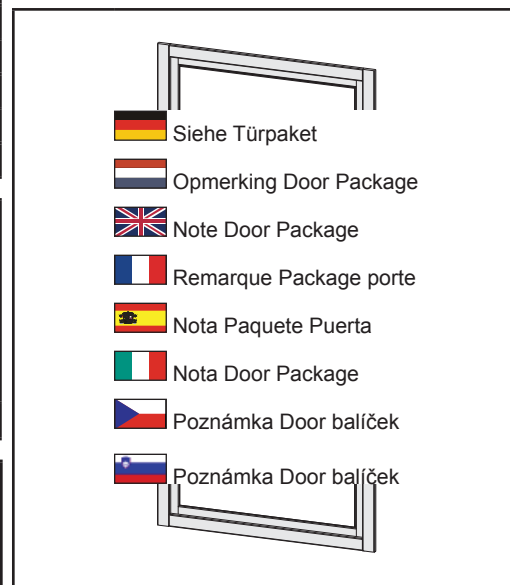 Siehe Türpaket
Opmerking Door Package
Note Door Package
Remarque Package porte
Nota Paquete Puerta
Nota Door Package
Poznámka Door balíček
Poznámka Door balíček